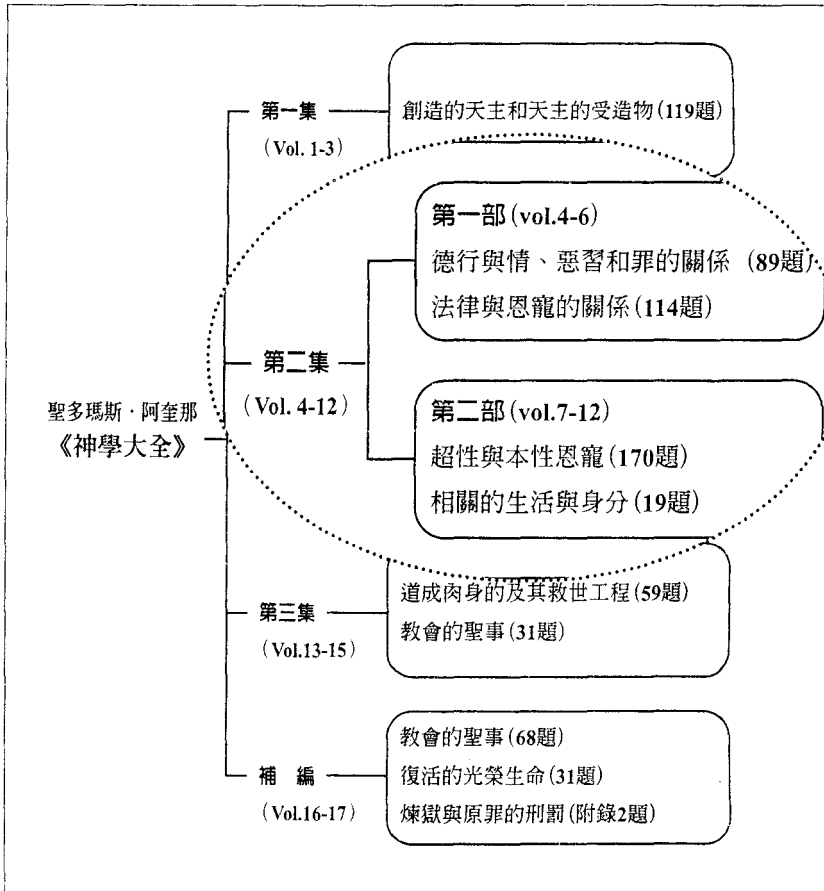 聖多瑪斯·阿奎那
《神學大全》
第一集
(Vol. 1-3)
創造的天主和天主的受造物(119題)
第二集
(Vol. 4-12)
第一部(vol.4-6)
德行與情、惡習和罪的關係 (89題)
法律與恩寵的關係(114題)
第二部(vol.7-12)
超性與本性恩寵(170題)
相關的生活與身分(19題)
第三集
(Vol.13-15)
道成肉身的及其救世工程(59題)
教會的聖事(31題)
補 編
(Vol.16-17)
教會的聖事(68題)
復活的光榮生命(31題)
煉獄與原罪的刑罰(附錄2題)